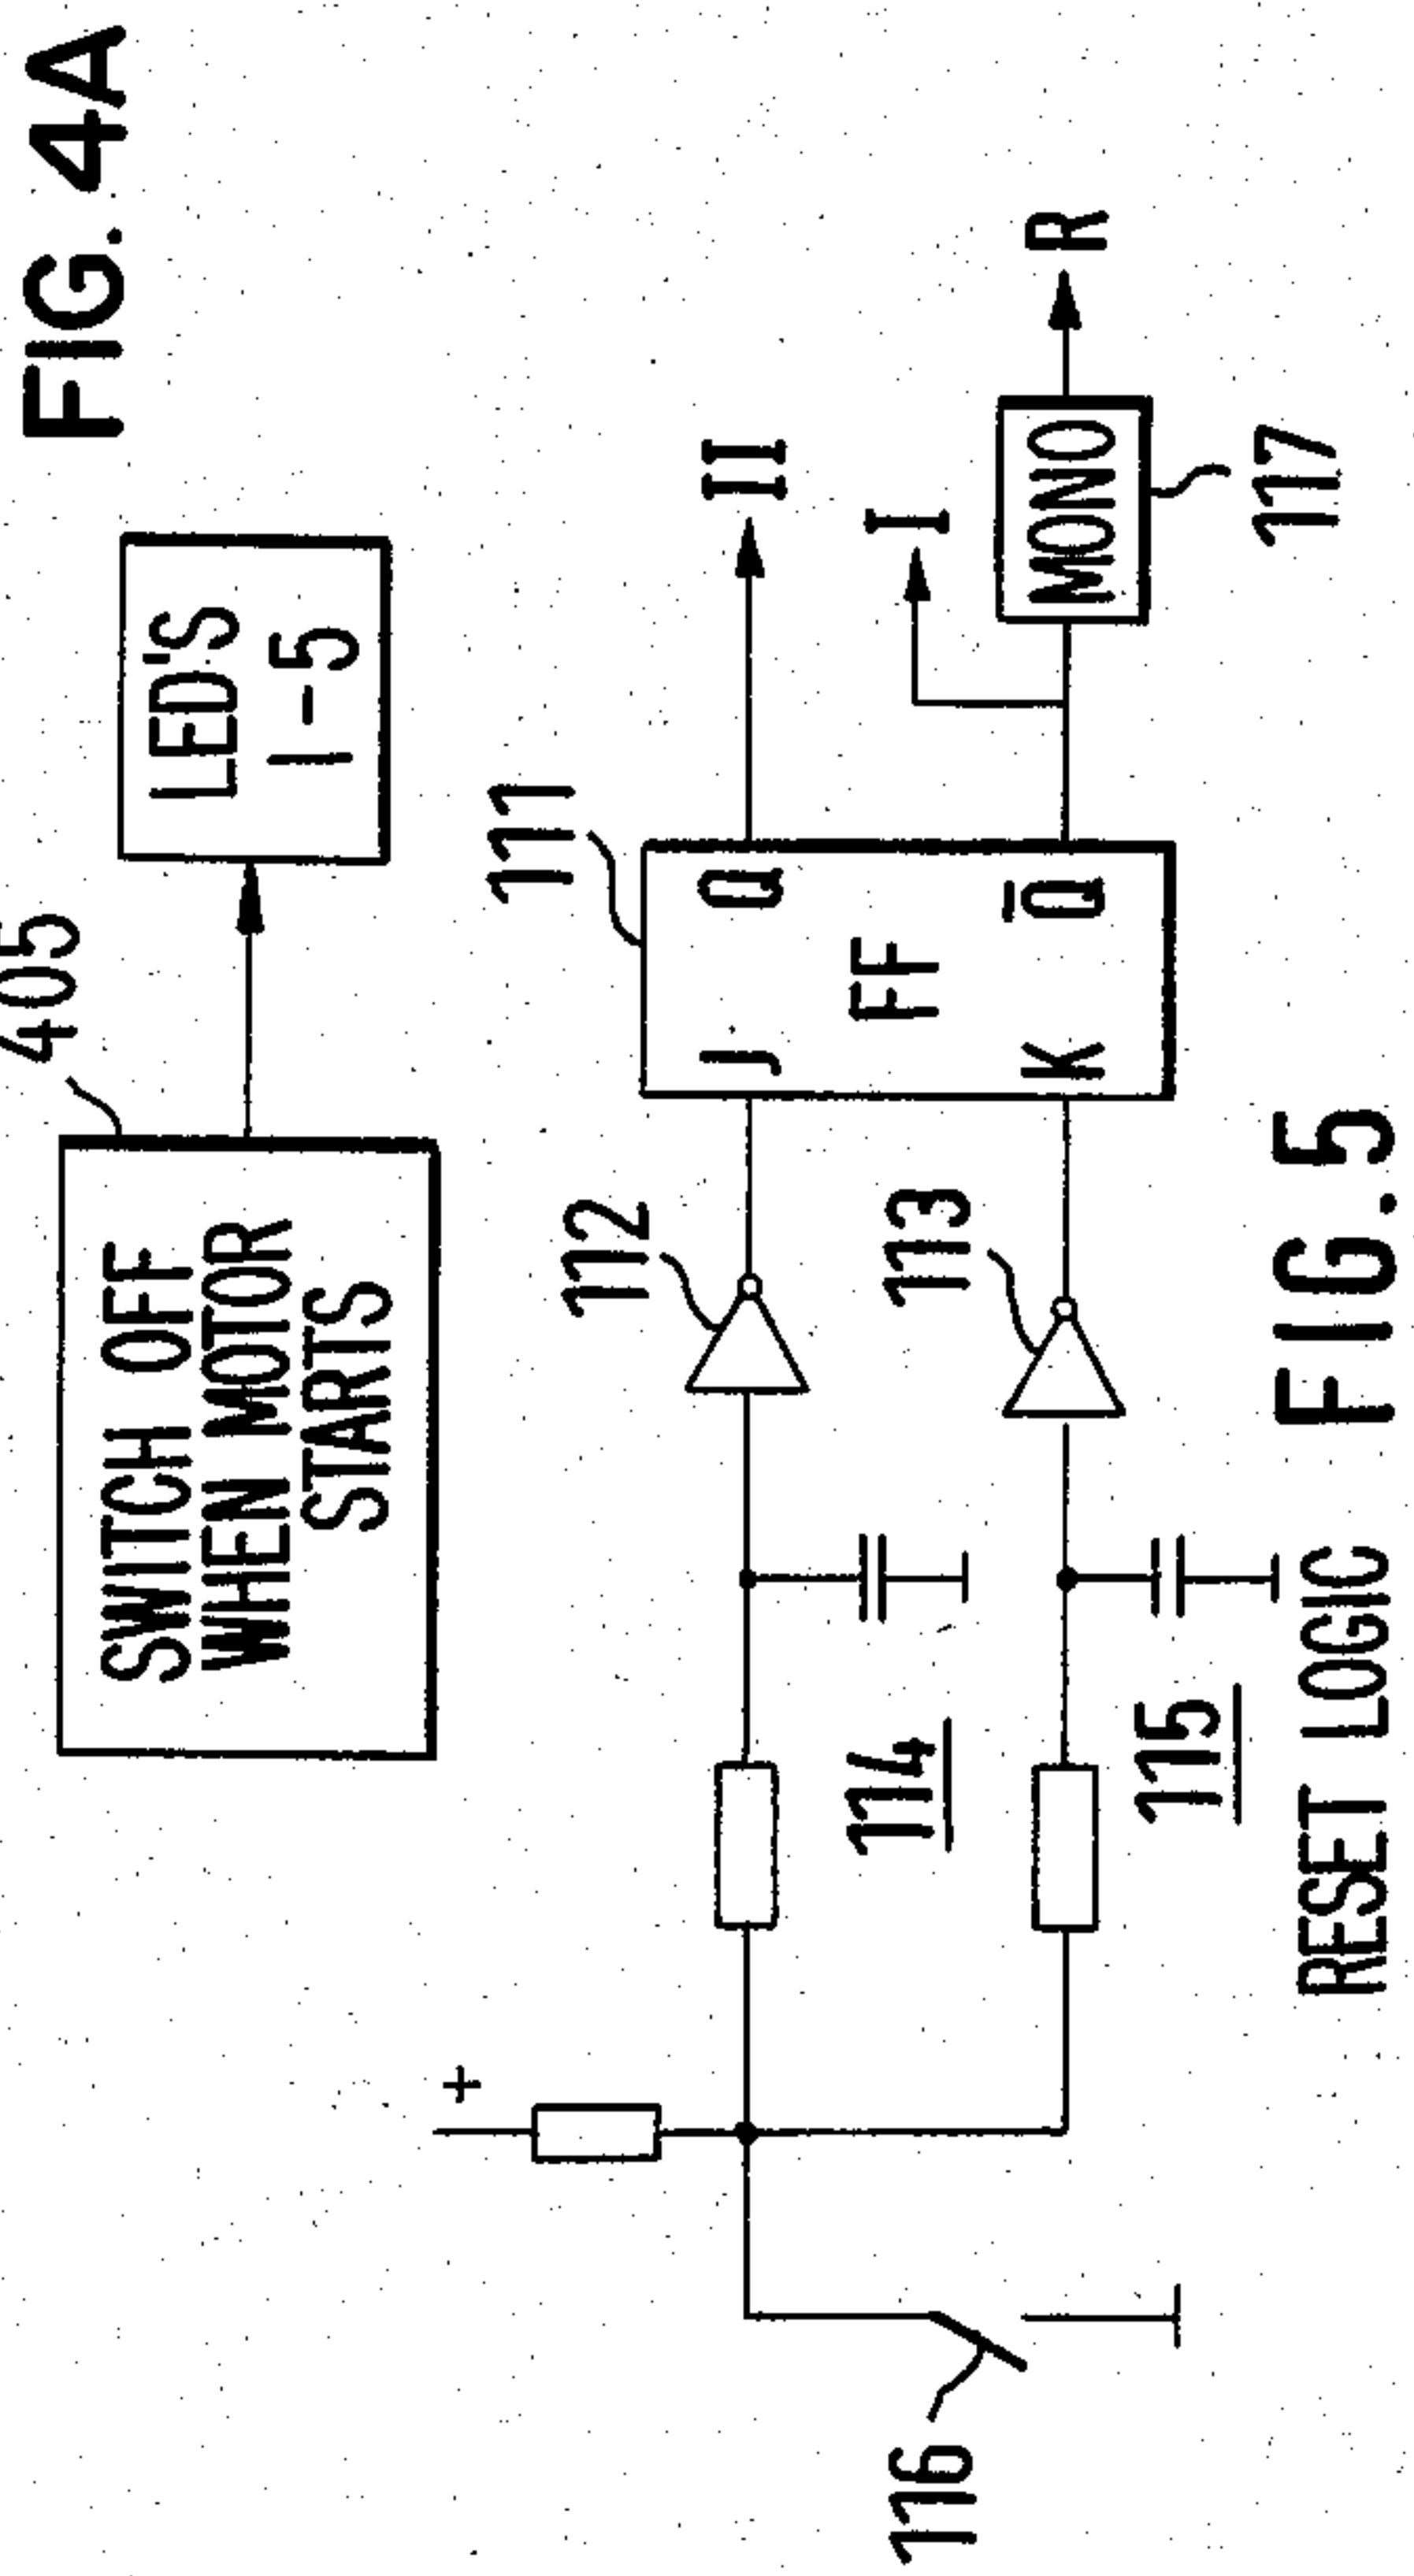 FIG. 4A
405
SWITCH OFF
WHEN MOTOR
STARTS
LED'S
1-5
111
J
Q
FF
K
Q̄
II
I
MONO
R
117
112
113
114
115
+
116
RESET LOGIC
FIG. 5